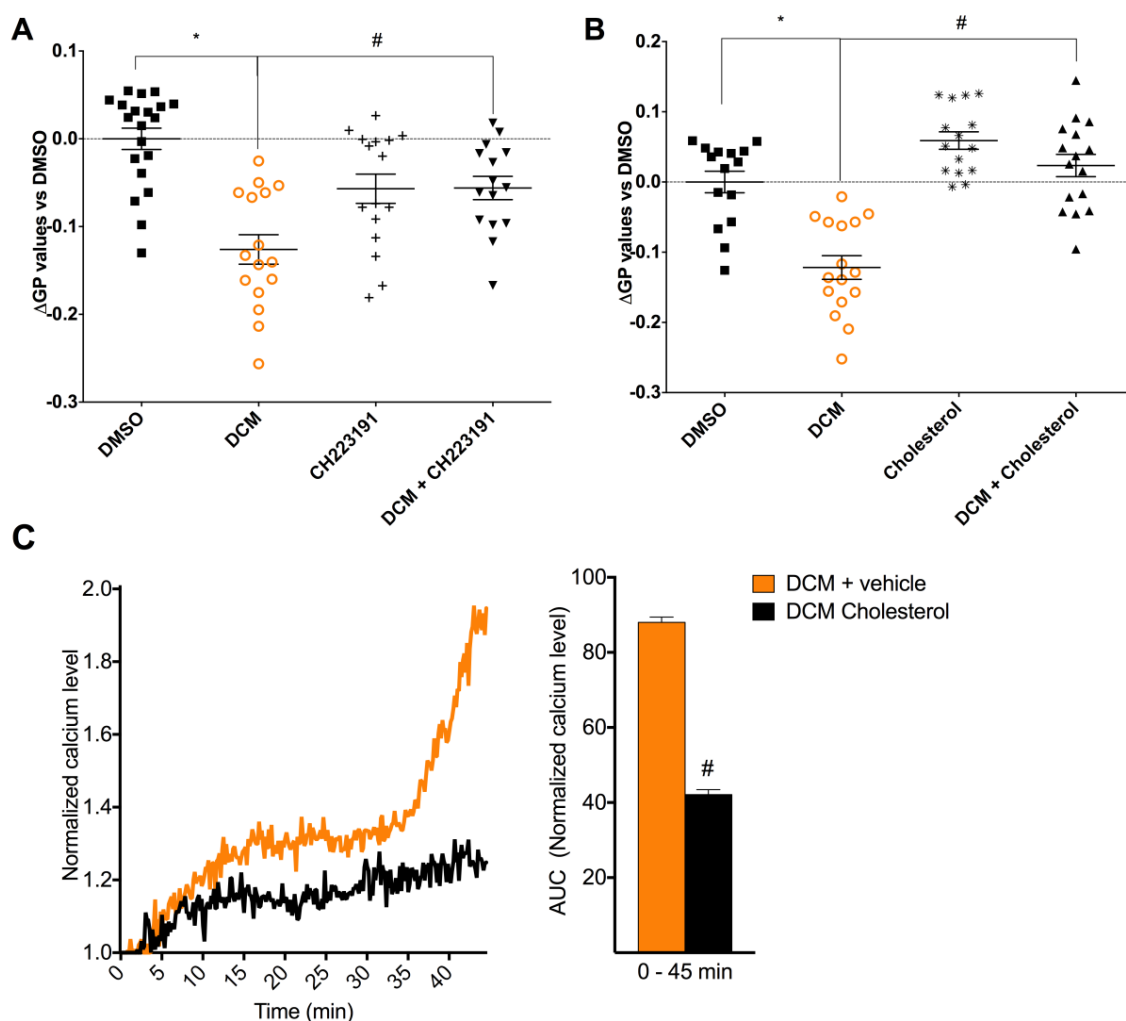 A
* #
ΔGP values vs DMSO
0.1
0.0
-0.1
-0.2
-0.3
DMSO
DCM
CH223191
DCM + CH223191
B
* #
ΔGP values vs DMSO
0.2
0.1
0.0
-0.1
-0.2
-0.3
DMSO
DCM
Cholesterol
DCM + Cholesterol
C
Normalized calcium level
2.0
1.8
1.6
1.4
1.2
1.0
0 5 10 15 20 25 30 35 40
Time (min)
AUC (Normalized calcium level)
100
80
60
40
20
#
0 - 45 min
DCM + vehicle
DCM Cholesterol